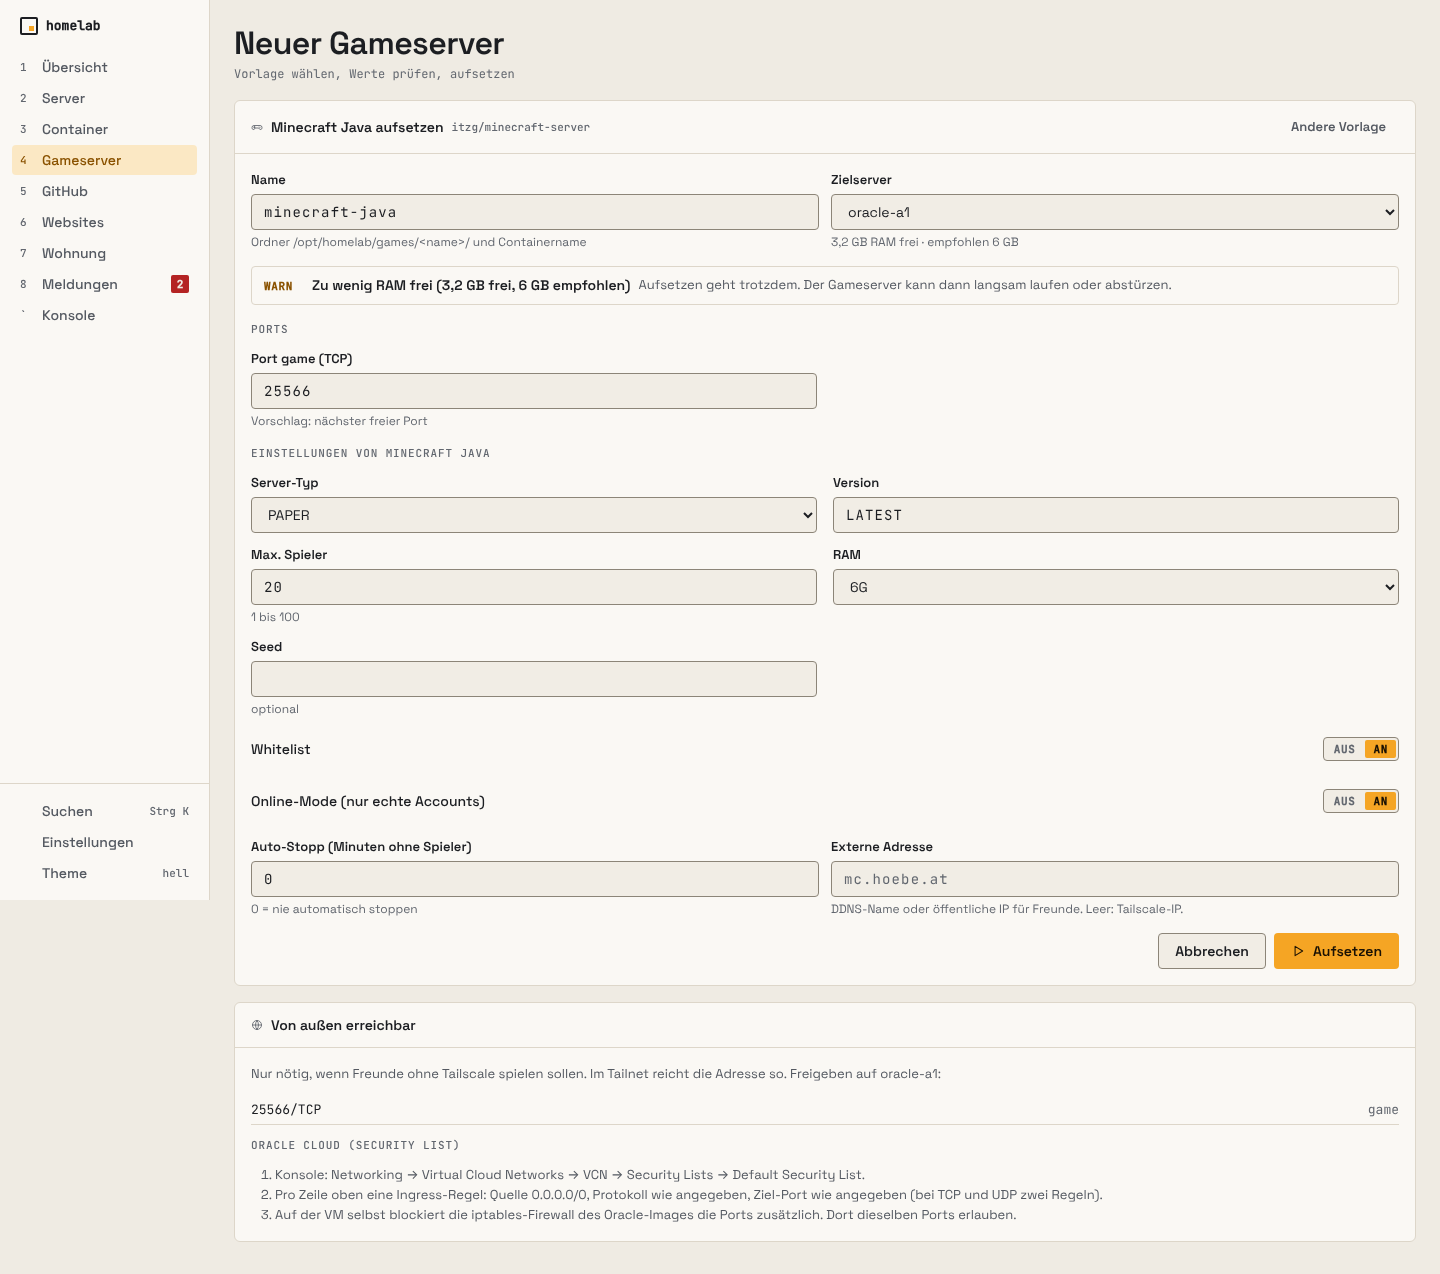 homelab
1 Übersicht
2 Server
3 Container
4 Gameserver
5 GitHub
6 Websites
7 Wohnung
8 Meldungen 2
` Konsole
Suchen Strg K
Einstellungen
Theme hell
Neuer Gameserver
Vorlage wählen, Werte prüfen, aufsetzen
Minecraft Java aufsetzen itzg/minecraft-server Andere Vorlage
Name Zielserver
minecraft-java oracle-a1
Ordner /opt/homelab/games/<name>/ und Containername 3,2 GB RAM frei · empfohlen 6 GB
WARN Zu wenig RAM frei (3,2 GB frei, 6 GB empfohlen) Aufsetzen geht trotzdem. Der Gameserver kann dann langsam laufen oder abstürzen.
PORTS
Port game (TCP)
25566
Vorschlag: nächster freier Port
EINSTELLUNGEN VON MINECRAFT JAVA
Server-Typ Version
PAPER LATEST
Max. Spieler RAM
20 6G
1 bis 100
Seed
optional
Whitelist AUS AN
Online-Mode (nur echte Accounts) AUS AN
Auto-Stopp (Minuten ohne Spieler) Externe Adresse
0 mc.hoebe.at
0 = nie automatisch stoppen DDNS-Name oder öffentliche IP für Freunde. Leer: Tailscale-IP.
Abbrechen Aufsetzen
Von außen erreichbar
Nur nötig, wenn Freunde ohne Tailscale spielen sollen. Im Tailnet reicht die Adresse so. Freigeben auf oracle-a1:
25566/TCP game
ORACLE CLOUD (SECURITY LIST)
1. Konsole: Networking → Virtual Cloud Networks → VCN → Security Lists → Default Security List.
2. Pro Zeile oben eine Ingress-Regel: Quelle 0.0.0.0/0, Protokoll wie angegeben, Ziel-Port wie angegeben (bei TCP und UDP zwei Regeln).
3. Auf der VM selbst blockiert die iptables-Firewall des Oracle-Images die Ports zusätzlich. Dort dieselben Ports erlauben.